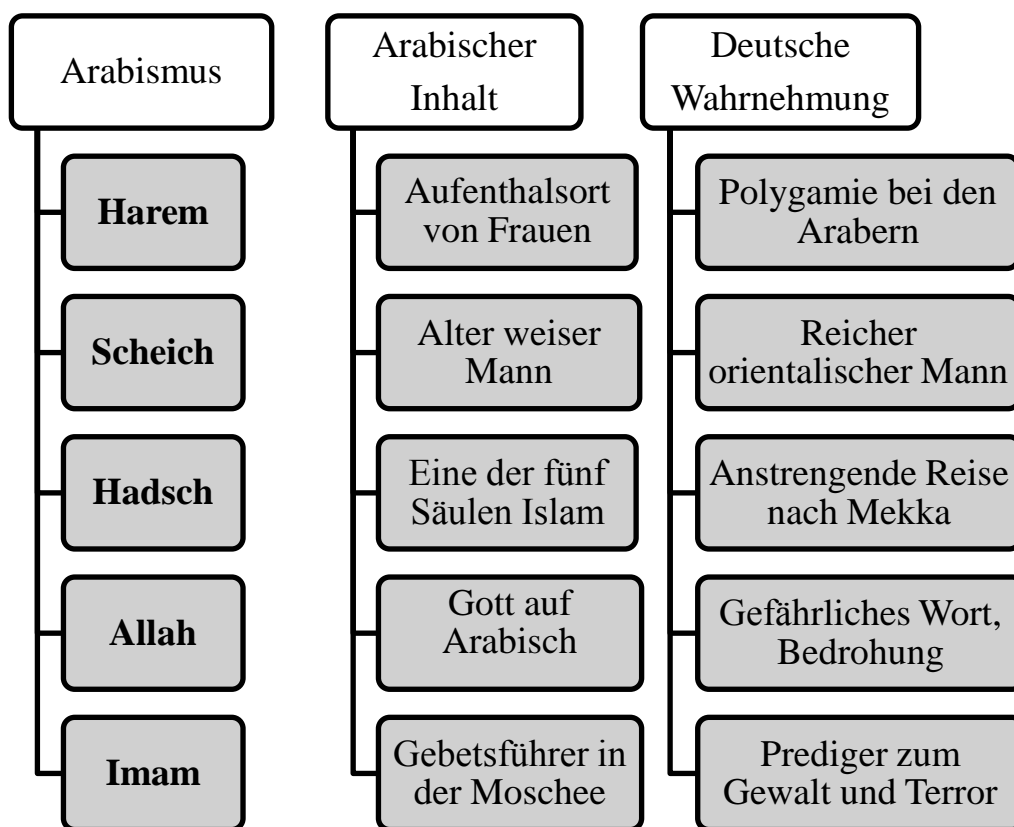 Arabismus
Harem
Scheich
Hadsch
Allah
Imam
Arabischer
Inhalt
Aufenthalsort
von Frauen
Alter weiser
Mann
Eine der fünf
Säulen Islam
Gott auf
Arabisch
Gebetsführer in
der Moschee
Deutsche
Wahrnehmung
Polygamie bei den
Arabern
Reicher
orientalischer Mann
Anstrengende Reise
nach Mekka
Gefährliches Wort,
Bedrohung
Prediger zum
Gewalt und Terror